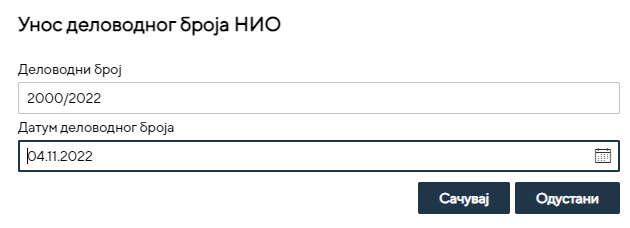 Унос деловодног броја НИО
Деловодни број
2000/2022
Датум деловодног броја
04.11.2022
Сачувај Одустани